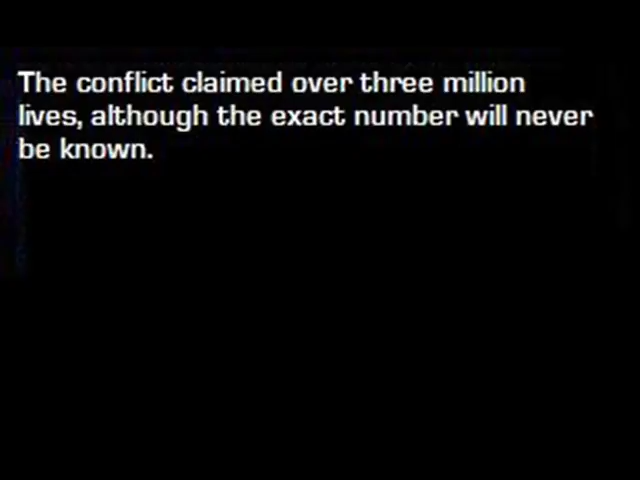 The conflict claimed over three million
lives, although the exact number will never
be known.